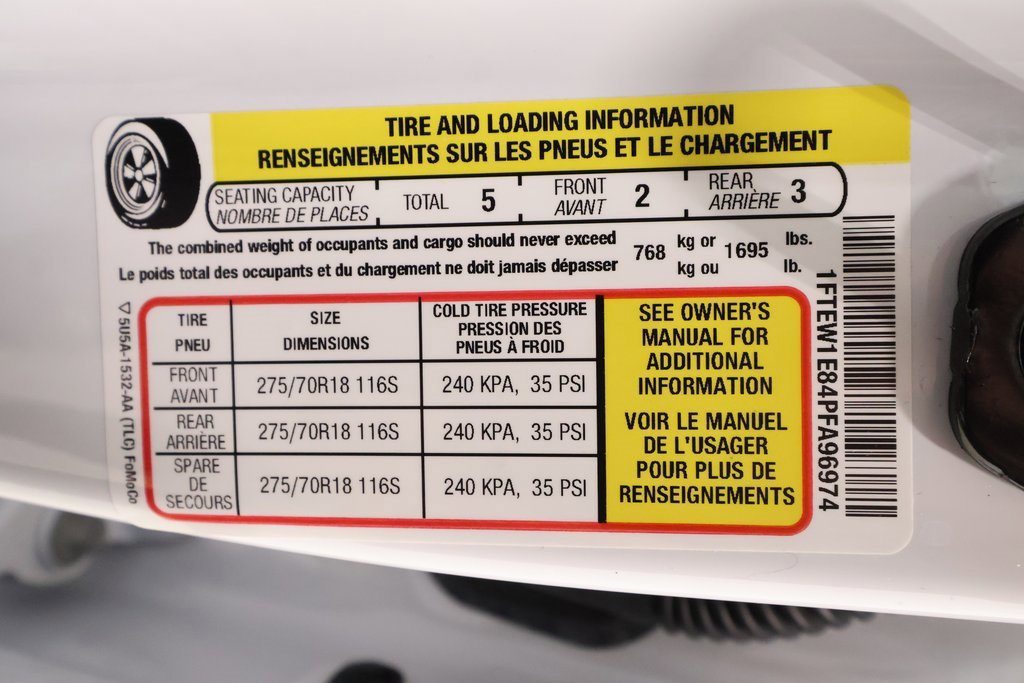 TIRE AND LOADING INFORMATION
RENSEIGNEMENTS SUR LES PNEUS ET LE CHARGEMENT
SEATING CAPACITY TOTAL 5 FRONT 2 REAR 3
NOMBRE DE PLACES AVANT ARRIÈRE
The combined weight of occupants and cargo should never exceed 768 kg or 1695 lbs.
Le poids total des occupants et du chargement ne doit jamais dépasser kg ou lb.
TIRE SIZE COLD TIRE PRESSURE
PNEU DIMENSIONS PRESSION DES
PNEUS À FROID
FRONT
AVANT 275/70R18 116S 240 KPA, 35 PSI
REAR
ARRIÈRE 275/70R18 116S 240 KPA, 35 PSI
SPARE
DE
SECOURS 275/70R18 116S 240 KPA, 35 PSI
SEE OWNER'S
MANUAL FOR
ADDITIONAL
INFORMATION
VOIR LE MANUEL
DE L'USAGER
POUR PLUS DE
RENSEIGNEMENTS
1FTEW1E84PFA96974
5U5A-1532-AA (TLC) FoMoCo